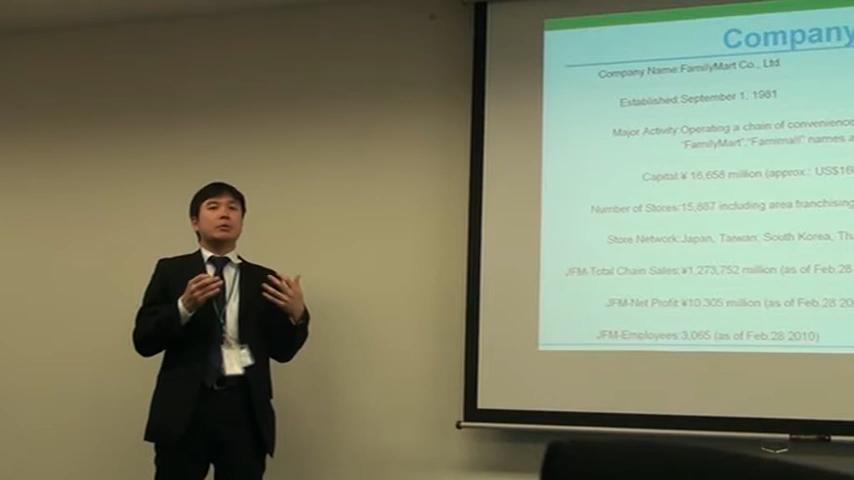 Company
Company Name:FamilyMart Co., Ltd.
Established:September 1, 1981
Major Activity:Operating a chain of convenience
"FamilyMart","Famima!!" names a
Capital:¥ 16,658 million (approx.: US$16
Number of Stores:15,687 including area franchising
Store Network:Japan, Taiwan, South Korea, Tha
JFM-Total Chain Sales:¥1,273,752 million (as of Feb.28
JFM-Net Profit:¥10,305 million (as of Feb.28 20
JFM-Employees:3,065 (as of Feb.28 2010)